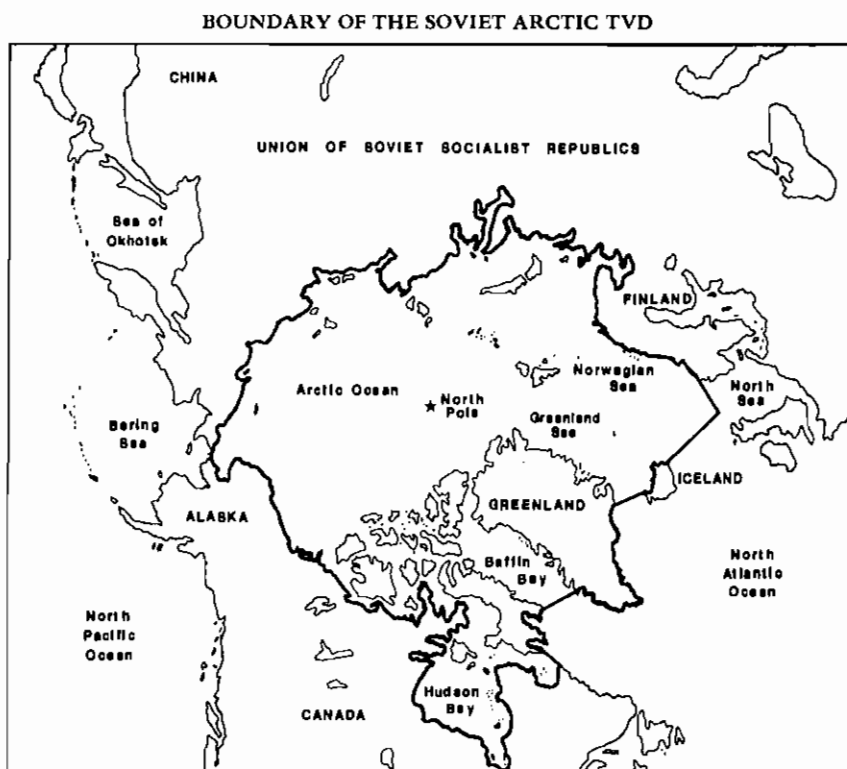 BOUNDARY OF THE SOVIET ARCTIC TVD
CHINA
UNION OF SOVIET SOCIALIST REPUBLICS
Sea of
Okhotsk
FINLAND
Norwegian
Sea
North
Sea
Arctic Ocean
North
Pole
Greenland
Sea
Bering
Sea
ICELAND
GREENLAND
ALASKA
Baffin
Bay
North
Atlantic
Ocean
North
Pacific
Ocean
Hudson
Bay
CANADA